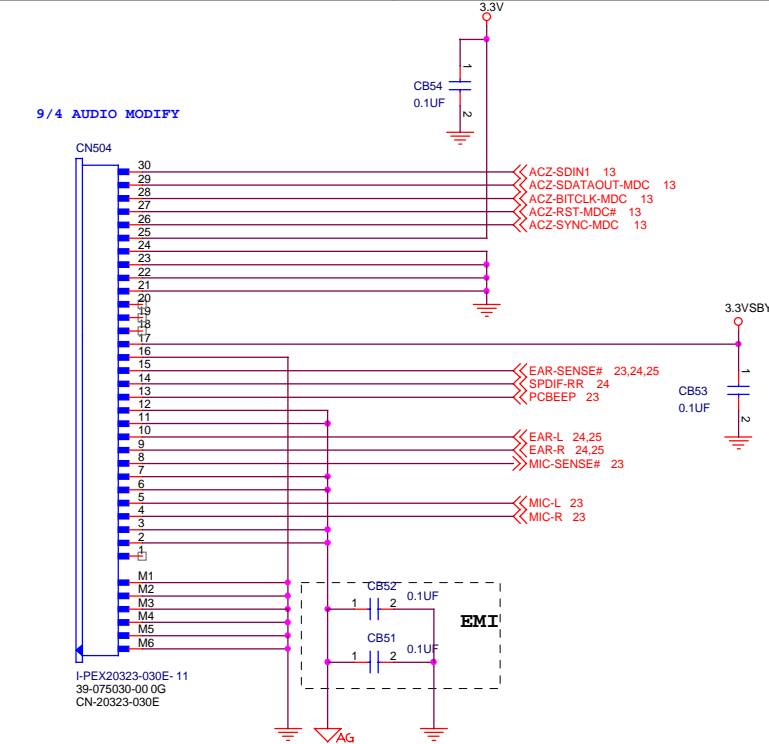 3.3V
1
CB54
0.1UF
2
9/4 AUDIO MODIFY
CN504
30
ACZ-SDIN1 13
29
ACZ-SDATAOUT-MDC 13
28
ACZ-BITCLK-MDC 13
27
ACZ-RST-MDC# 13
26
ACZ-SYNC-MDC 13
25
24
23
22
21
20
19
18
3.3VSBY
17
16
15
EAR-SENSE# 23,24,25
14
SPDIF-RR 24
13
PCBEEP 23
1
CB53
0.1UF
2
12
11
10
EAR-L 24,25
9
EAR-R 24,25
8
MIC-SENSE# 23
7
6
5
MIC-L 23
4
MIC-R 23
3
2
1
M1
M2
M3
M4
M5
M6
CB52
0.1UF
1 2
EMI
CB51
0.1UF
1 2
I-PEX20323-030E- 11
39-075030-00 0G
CN-20323-030E
AG